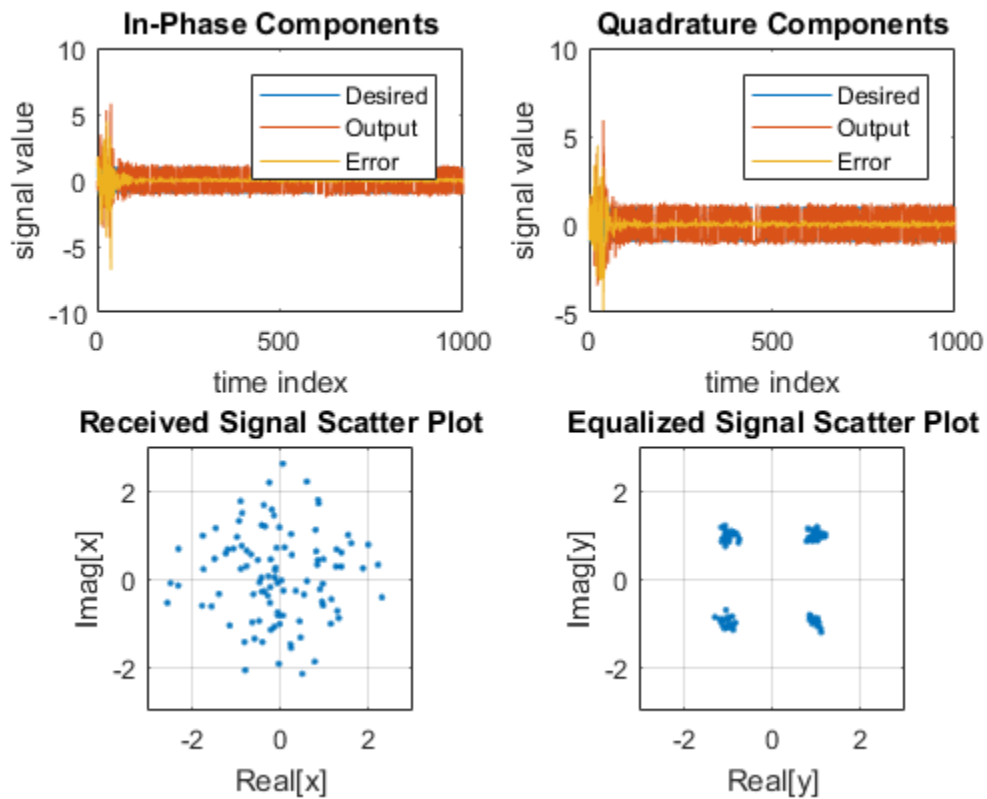 In-Phase Components
10
5
0
-5
-10
signal value
Desired
Output
Error
0
500
1000
time index
Quadrature Components
10
5
0
-5
signal value
Desired
Output
Error
0
500
1000
time index
Received Signal Scatter Plot
2
0
-2
Imag[x]
-2
0
2
Real[x]
Equalized Signal Scatter Plot
2
0
-2
Imag[y]
-2
0
2
Real[y]